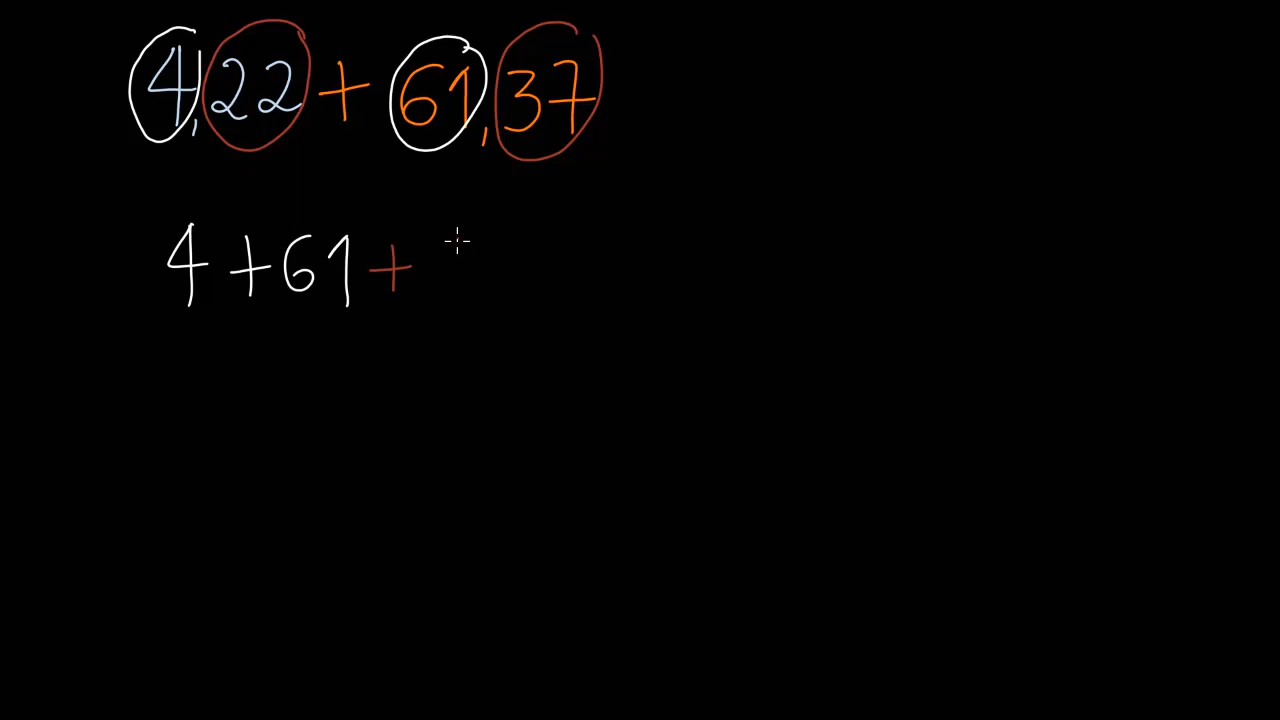 4,22 + 61,37
4 + 61 +